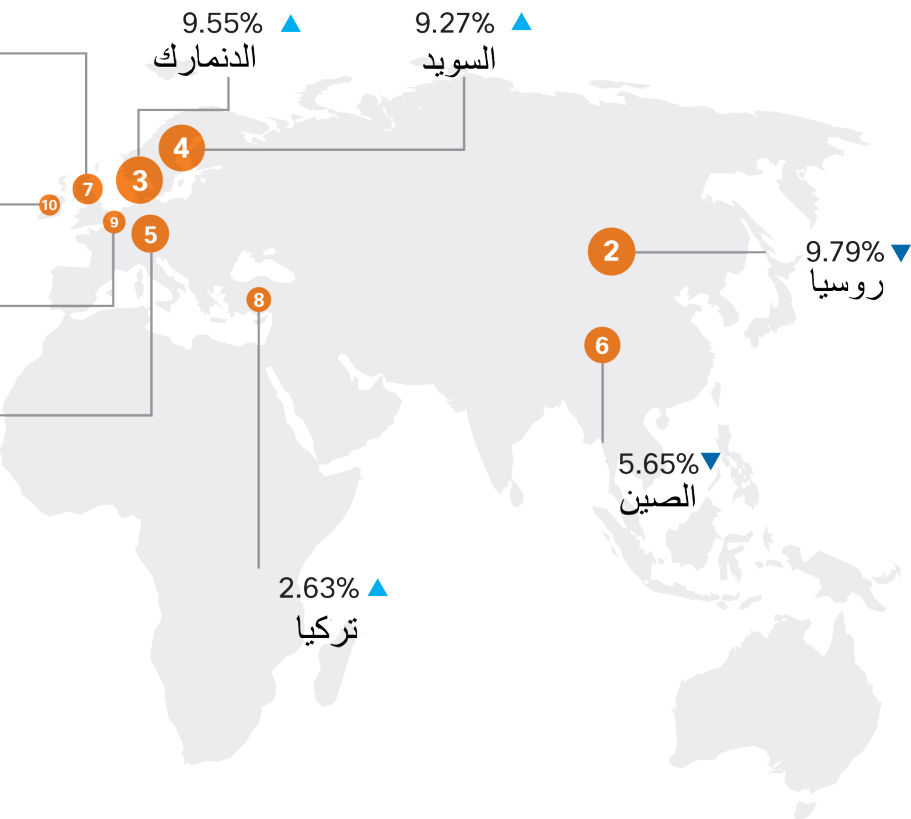 9.55%
الدنمارك
9.27%
السويد
4
3
7
10
9
5
2
9.79%
روسيا
8
6
5.65%
الصين
2.63%
تركيا